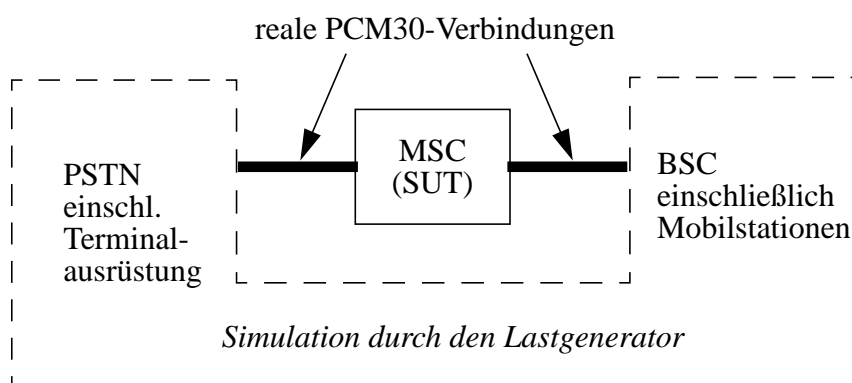 reale PCM30-Verbindungen
MSC
(SUT)
PSTN
einschl.
Terminal-
ausrüstung
BSC
einschließlich
Mobilstationen
Simulation durch den Lastgenerator